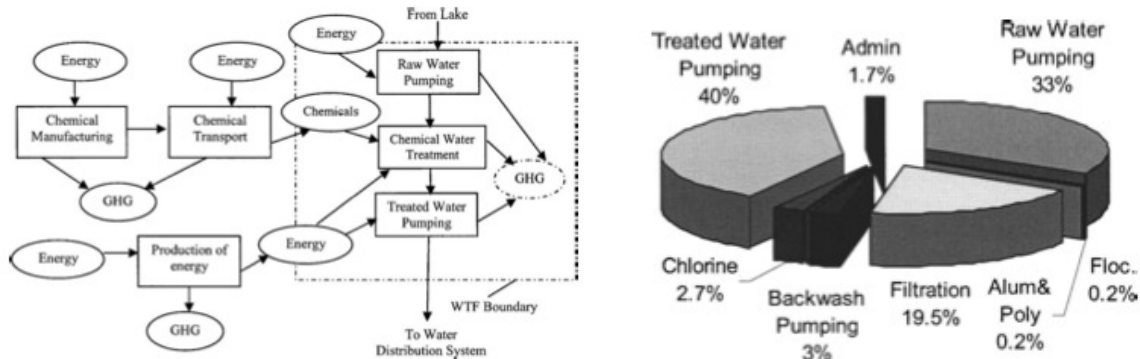 From Lake
Energy
Energy
Energy
Raw Water
Pumping
Chemical
Manufacturing
Chemical
Transport
Chemicals
Chemical Water
Treatment
GHG
GHG
Treated Water
Pumping
Energy
Production of
energy
Energy
GHG
WTF Boundary
To Water
Distribution System
Treated Water
Pumping
40%
Admin
1.7%
Raw Water
Pumping
33%
Chlorine
2.7%
Backwash
Pumping
3%
Filtration
19.5%
Alum&
Poly
0.2%
Floc..
0.2%